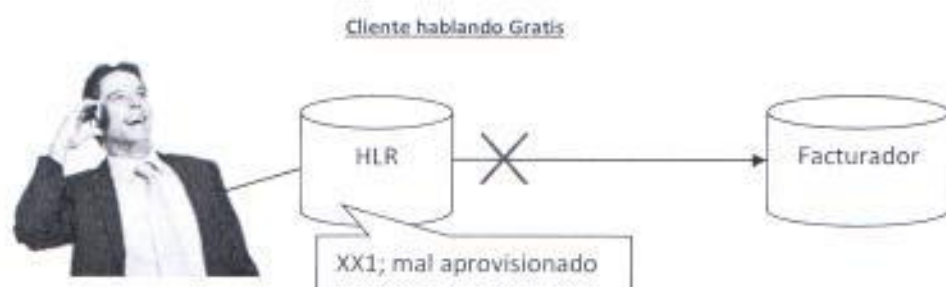 Cliente hablando Gratis
HLR
Facturador
XX1; mal aprovisionado